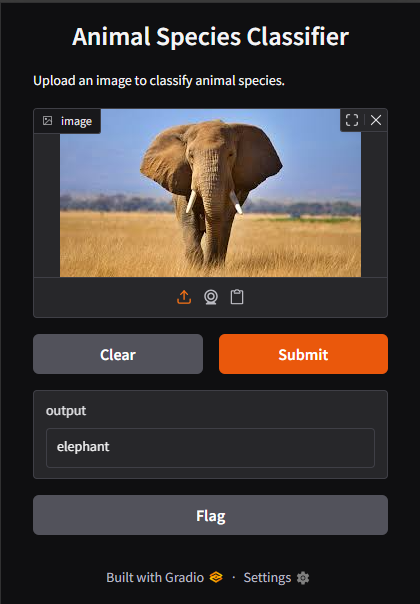 Animal Species Classifier
Upload an image to classify animal species.
image
Clear
Submit
output
elephant
Flag
Built with Gradio · Settings